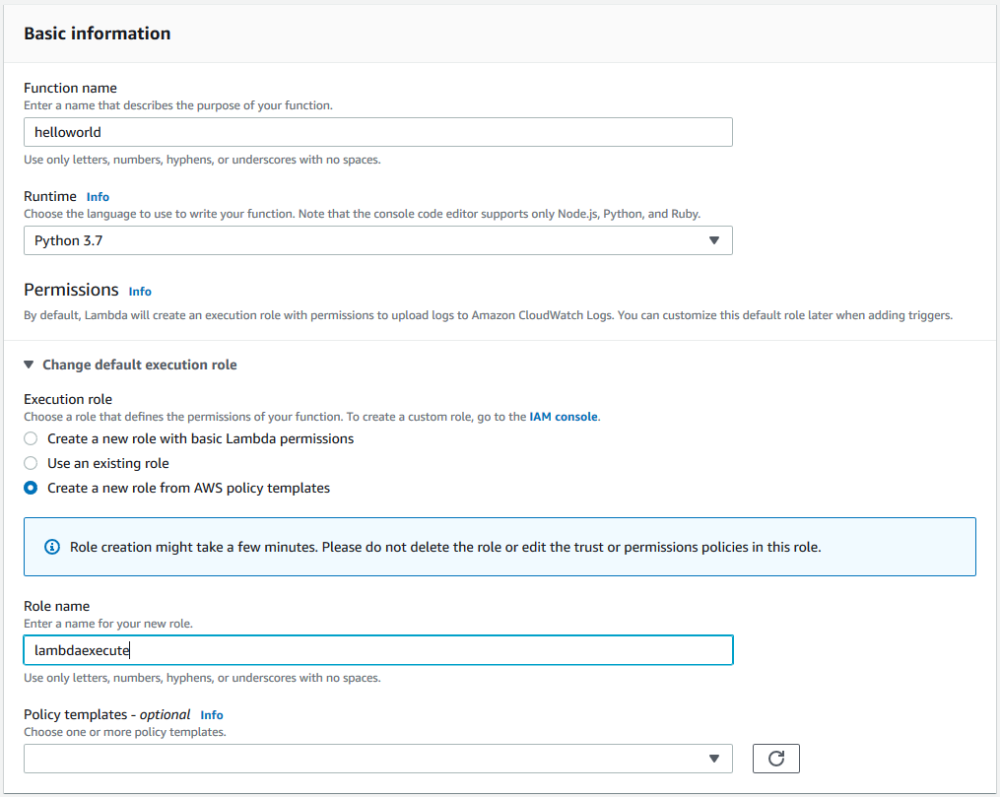 Basic information
Function name
Enter a name that describes the purpose of your function.
helloworld
Use only letters, numbers, hyphens, or underscores with no spaces.
Runtime Info
Choose the language to use to write your function. Note that the console code editor supports only Node.js, Python, and Ruby.
Python 3.7
Permissions Info
By default, Lambda will create an execution role with permissions to upload logs to Amazon CloudWatch Logs. You can customize this default role later when adding triggers.
Change default execution role
Execution role
Choose a role that defines the permissions of your function. To create a custom role, go to the IAM console.
Create a new role with basic Lambda permissions
Use an existing role
Create a new role from AWS policy templates
Role creation might take a few minutes. Please do not delete the role or edit the trust or permissions policies in this role.
Role name
Enter a name for your new role.
lambdaexecute
Use only letters, numbers, hyphens, or underscores with no spaces.
Policy templates - optional Info
Choose one or more policy templates.